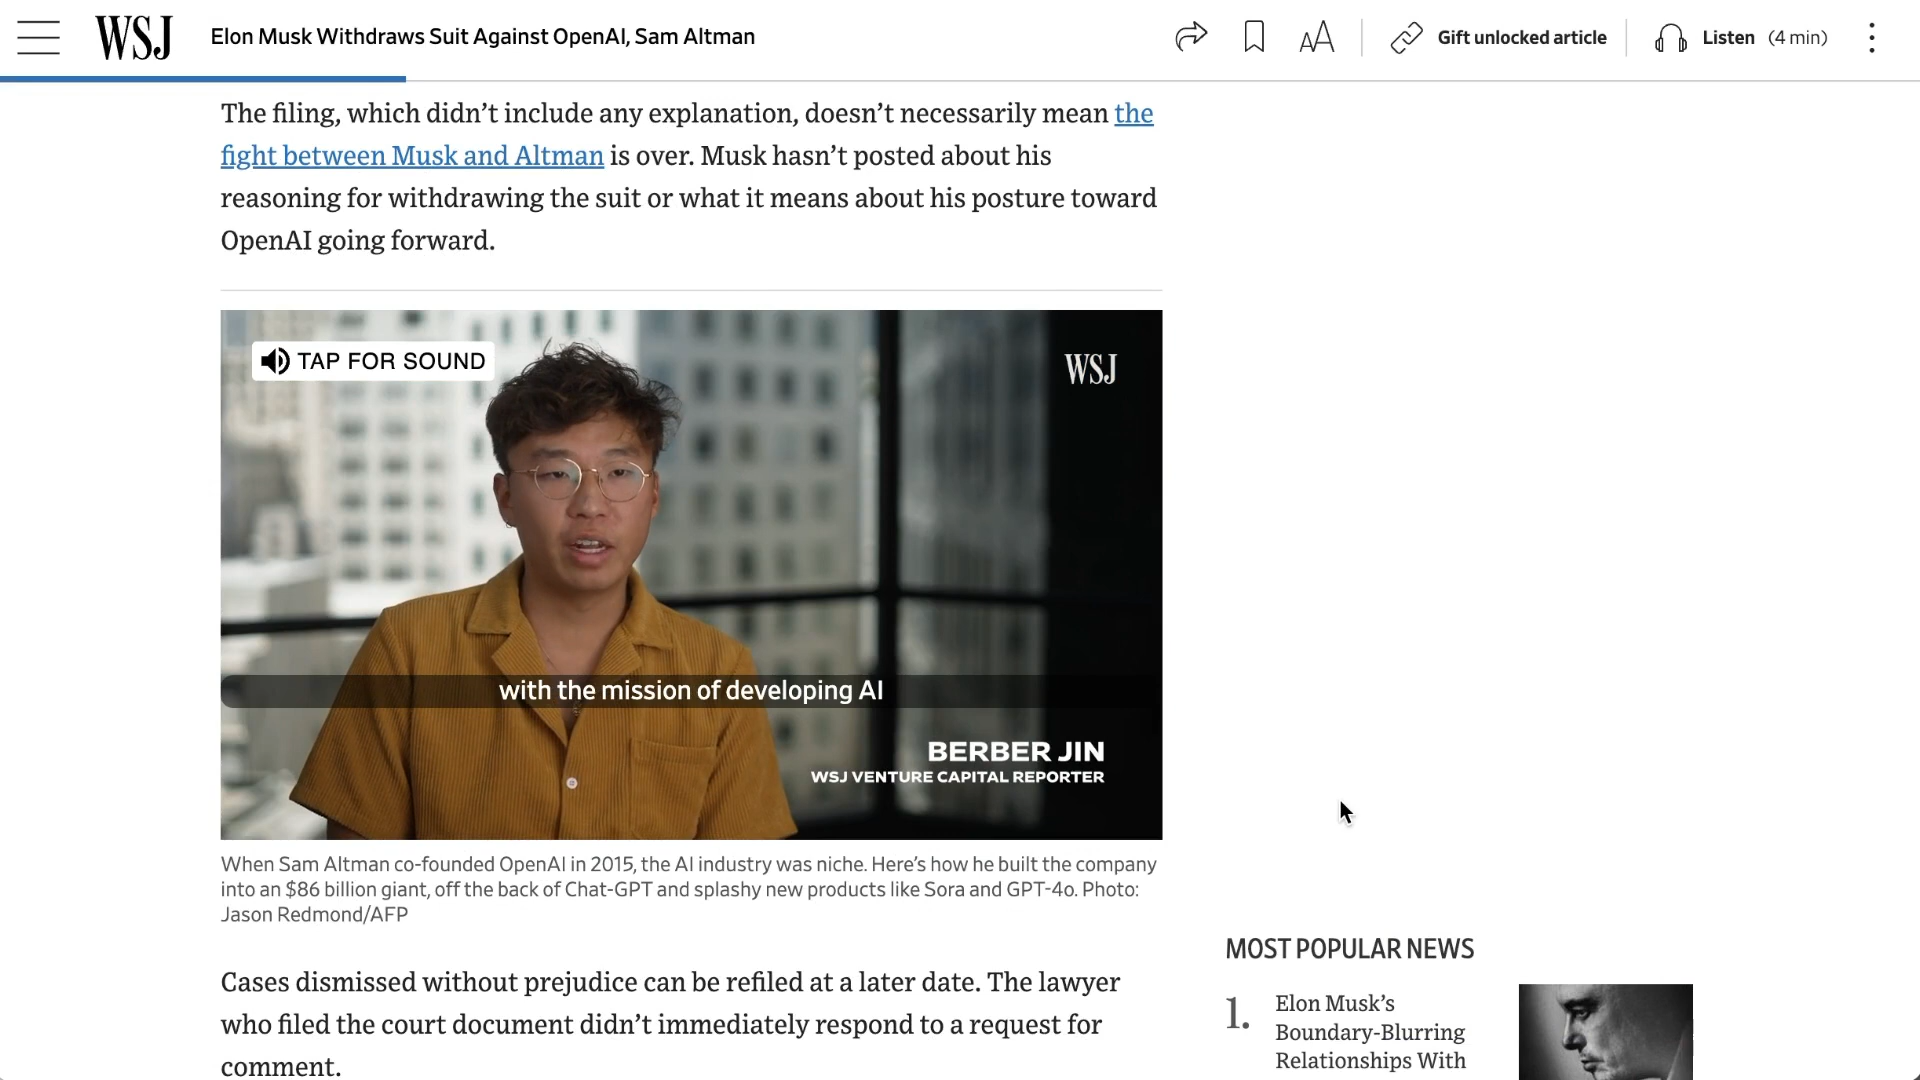 WSJ
Elon Musk Withdraws Suit Against OpenAI, Sam Altman
AA
Gift unlocked article
Listen (4 min)
The filing, which didn’t include any explanation, doesn’t necessarily mean the
fight between Musk and Altman is over. Musk hasn’t posted about his
reasoning for withdrawing the suit or what it means about his posture toward
OpenAI going forward.
TAP FOR SOUND
WSJ
with the mission of developing AI
BERBER JIN
WSJ VENTURE CAPITAL REPORTER
When Sam Altman co-founded OpenAI in 2015, the AI industry was niche. Here’s how he built the company
into an $86 billion giant, off the back of Chat-GPT and splashy new products like Sora and GPT-4o. Photo:
Jason Redmond/AFP
Cases dismissed without prejudice can be refiled at a later date. The lawyer
who filed the court document didn’t immediately respond to a request for
comment.
MOST POPULAR NEWS
1.
Elon Musk’s
Boundary-Blurring
Relationships With